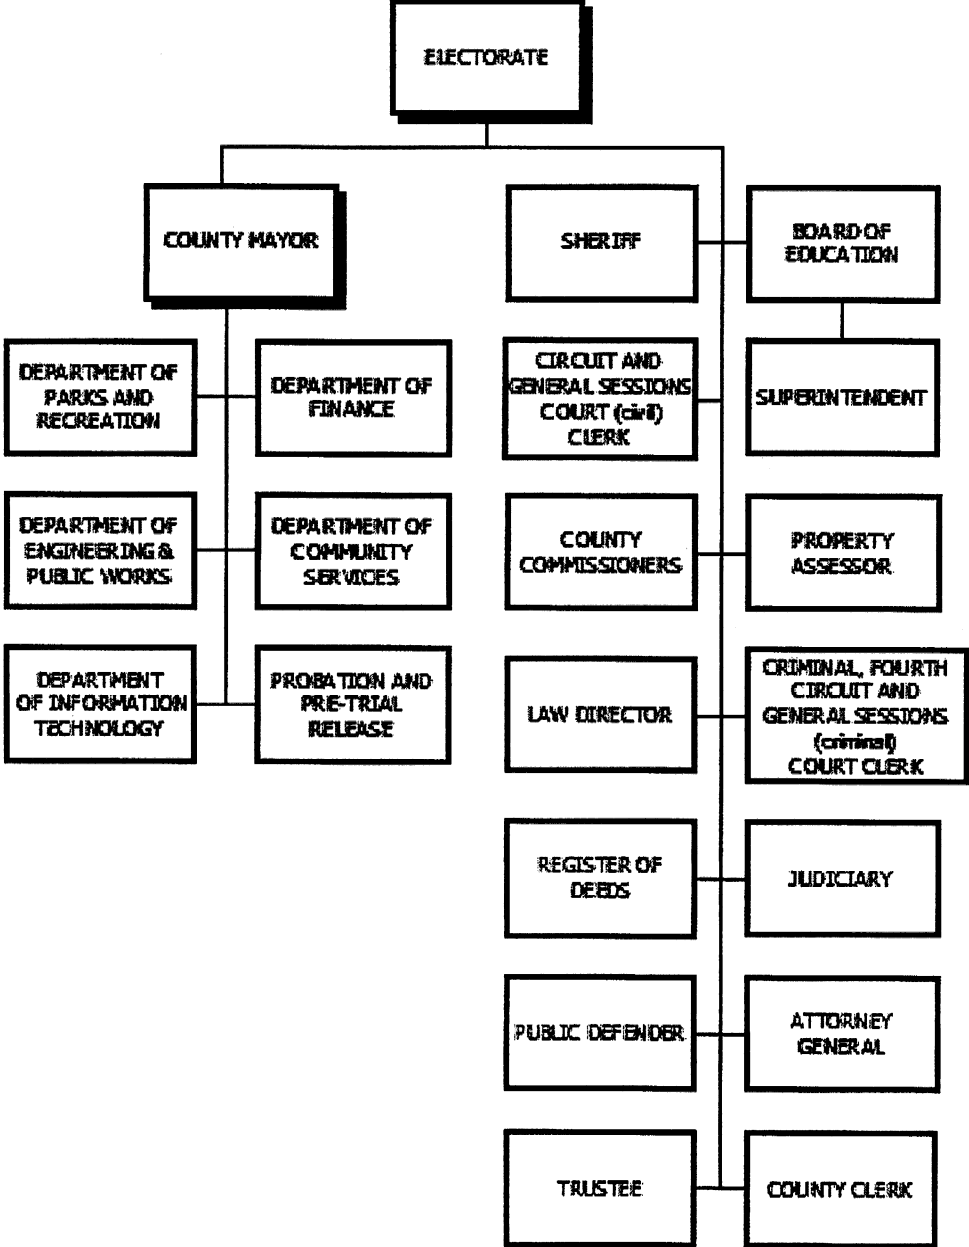 ELECTORATE
COUNTY MAYOR
SHERIFF
BOARD OF
EDUCATION
DEPARTMENT OF
PARKS AND
RECREATION
DEPARTMENT OF
FINANCE
CIRCUIT AND
GENERAL SESSIONS
COURT (civil)
CLERK
SUPERINTENDENT
DEPARTMENT OF
ENGINEERING &
PUBLIC WORKS
DEPARTMENT OF
COMMUNITY
SERVICES
COUNTY
COMMISSIONERS
PROPERTY
ASSESSOR
DEPARTMENT
OF INFORMATION
TECHNOLOGY
PROBATION AND
PRE-TRIAL
RELEASE
LAW DIRECTOR
CRIMINAL, FOURTH
CIRCUIT AND
GENERAL SESSIONS
(criminal)
COURT CLERK
REGISTER OF
DEEDS
JUDICIARY
PUBLIC DEFENDER
ATTORNEY
GENERAL
TRUSTEE
COUNTY CLERK